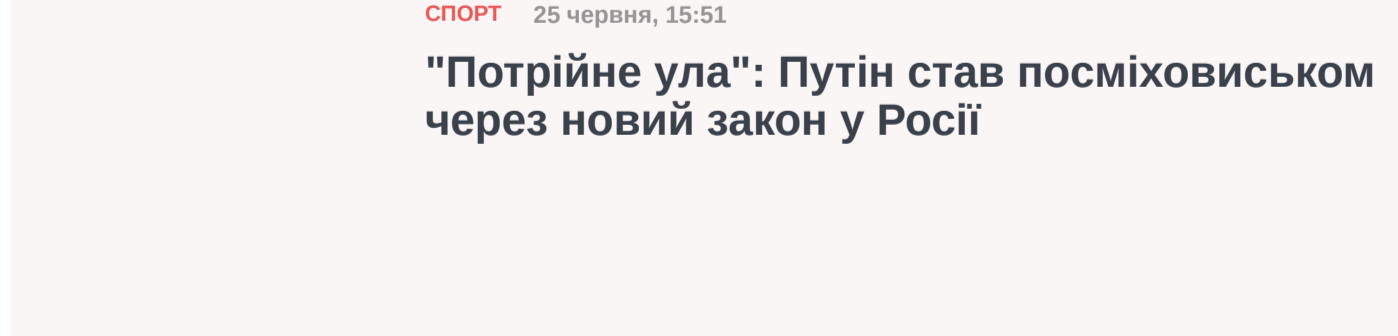 СПОРТ 25 червня, 15:51
"Потрійне ула": Путін став посміховиськом
через новий закон у Росії